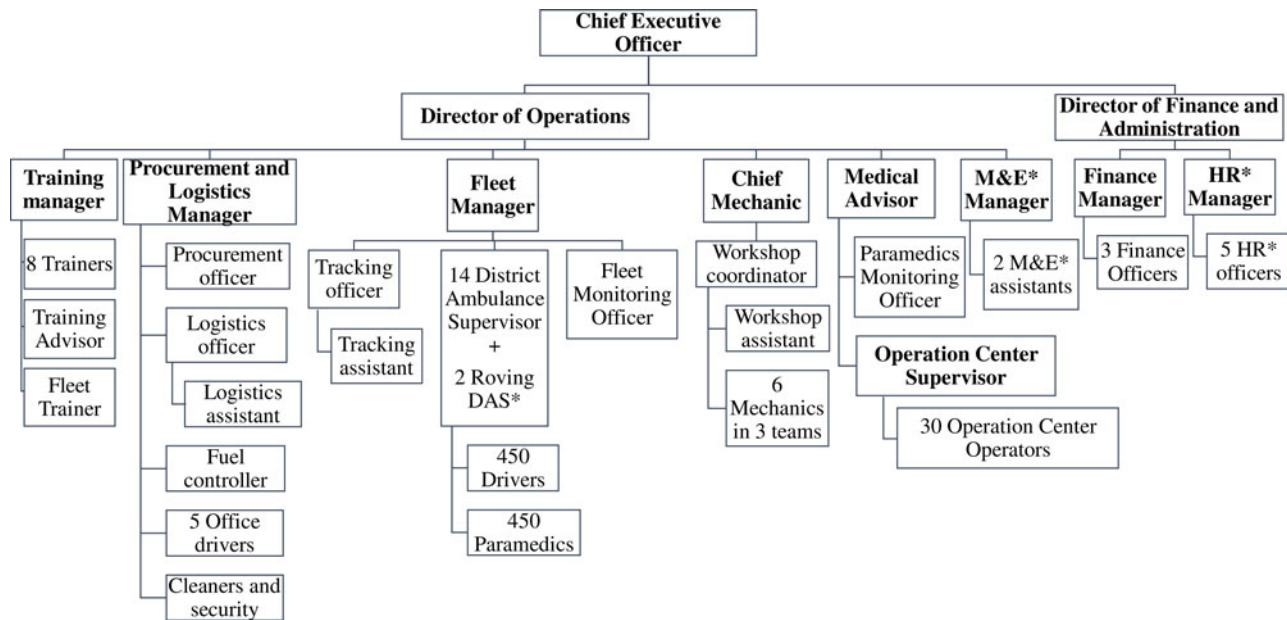 Chief Executive
Officer
Director of Operations
Director of Finance and
Administration
Training
manager
Procurement and
Logistics
Manager
Fleet
Manager
Chief
Mechanic
Medical
Advisor
M&E*
Manager
Finance
Manager
HR*
Manager
8 Trainers
Training
Advisor
Fleet
Trainer
Procurement
officer
Logistics
officer
Logistics
assistant
Fuel
controller
5 Office
drivers
Cleaners and
security
Tracking
officer
Tracking
assistant
14 District
Ambulance
Supervisor
+
2 Roving
DAS*
450
Drivers
450
Paramedics
Fleet
Monitoring
Officer
Workshop
coordinator
Workshop
assistant
6
Mechanics
in 3 teams
Paramedics
Monitoring
Officer
Operation Center
Supervisor
30 Operation Center
Operators
2 M&E*
assistants
3 Finance
Officers
5 HR*
officers